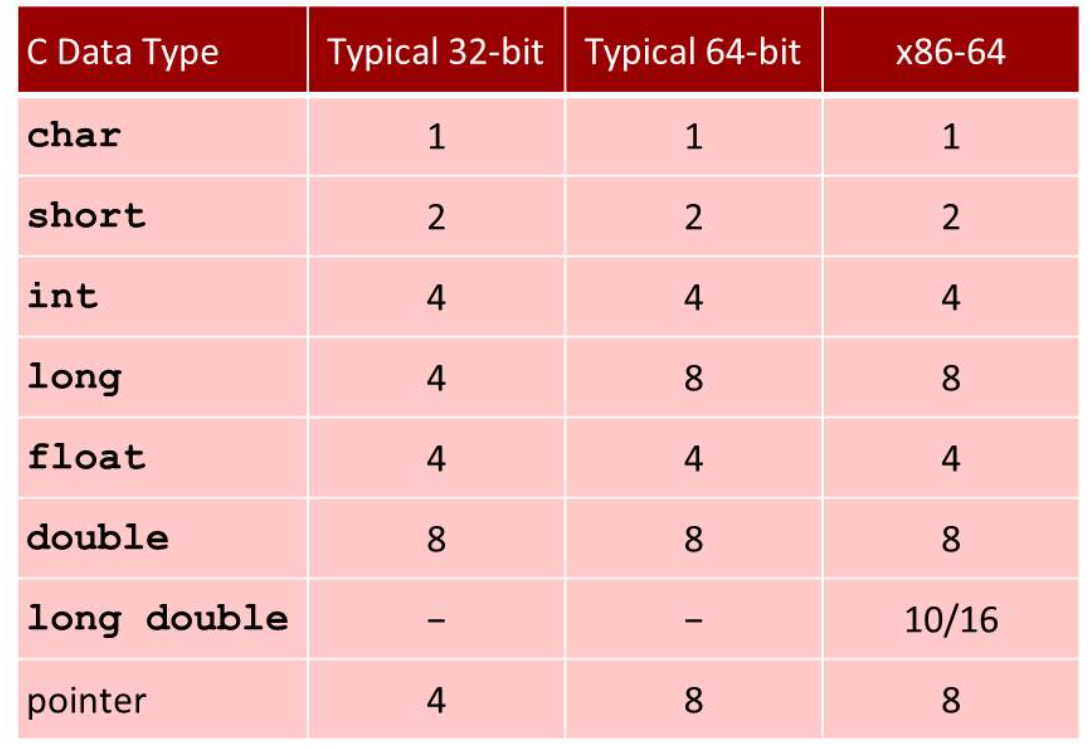 C Data Type Typical 32-bit Typical 64-bit x86-64
char 1 1 1
short 2 2 2
int 4 4 4
long 4 8 8
float 4 4 4
double 8 8 8
long double – – 10/16
pointer 4 8 8